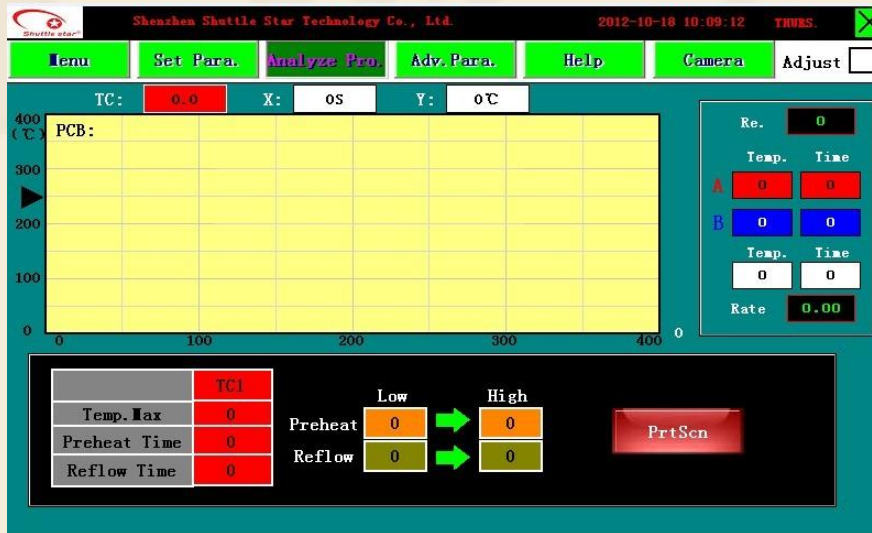 Shuttle star®
Shenzhen Shuttle Star Technology Co., Ltd. 2012-10-18 10:09:12 THURS.
Menu Set Para. Analyze Pro. Adv.Para. Help Camera Adjust
TC: 0.0 X: 0S Y: 0℃
400
(℃)
PCB:
300
200
100
0
0 100 200 300 400 0
Re. 0
Temp. Time
A 0 0
B 0 0
Temp. Time
0 0
Rate 0.00
TC1
Temp.Max 0
Preheat Time 0
Reflow Time 0
Low High
Preheat 0 0
Reflow 0 0
PrtScn